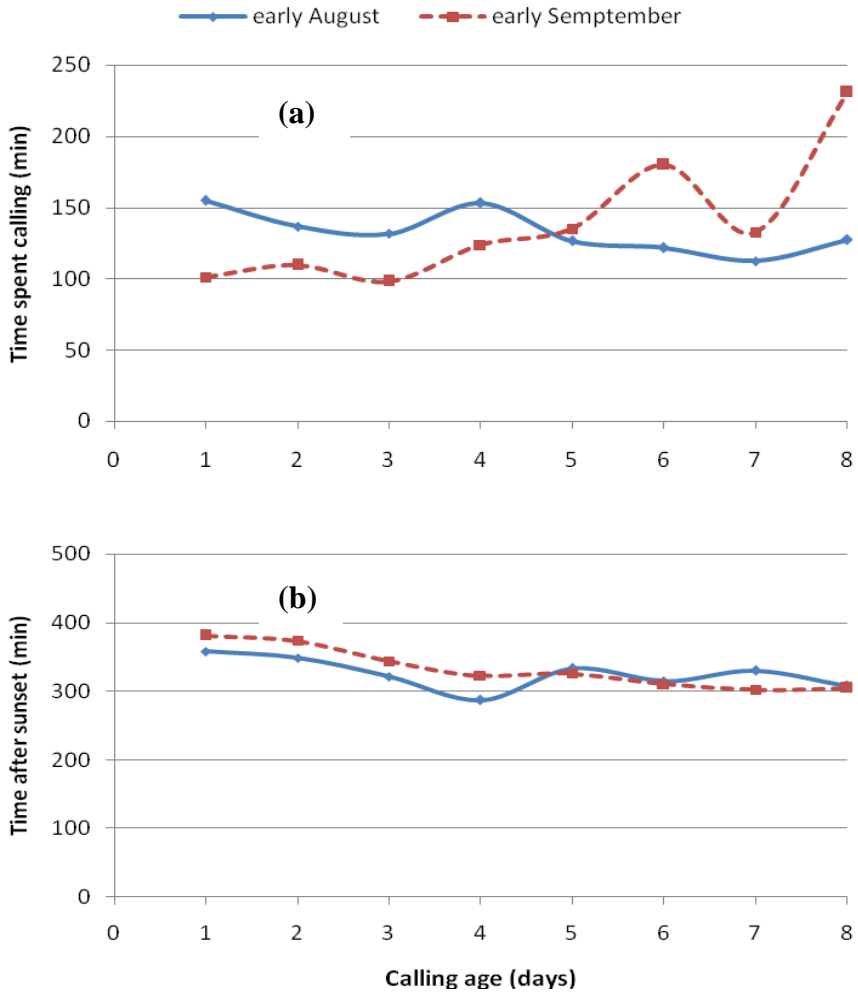 early August early Semptember
(a)
Time spent calling (min)
250
200
150
100
50
0
0 1 2 3 4 5 6 7 8
(b)
Time after sunset (min)
500
400
300
200
100
0
0 1 2 3 4 5 6 7 8
Calling age (days)